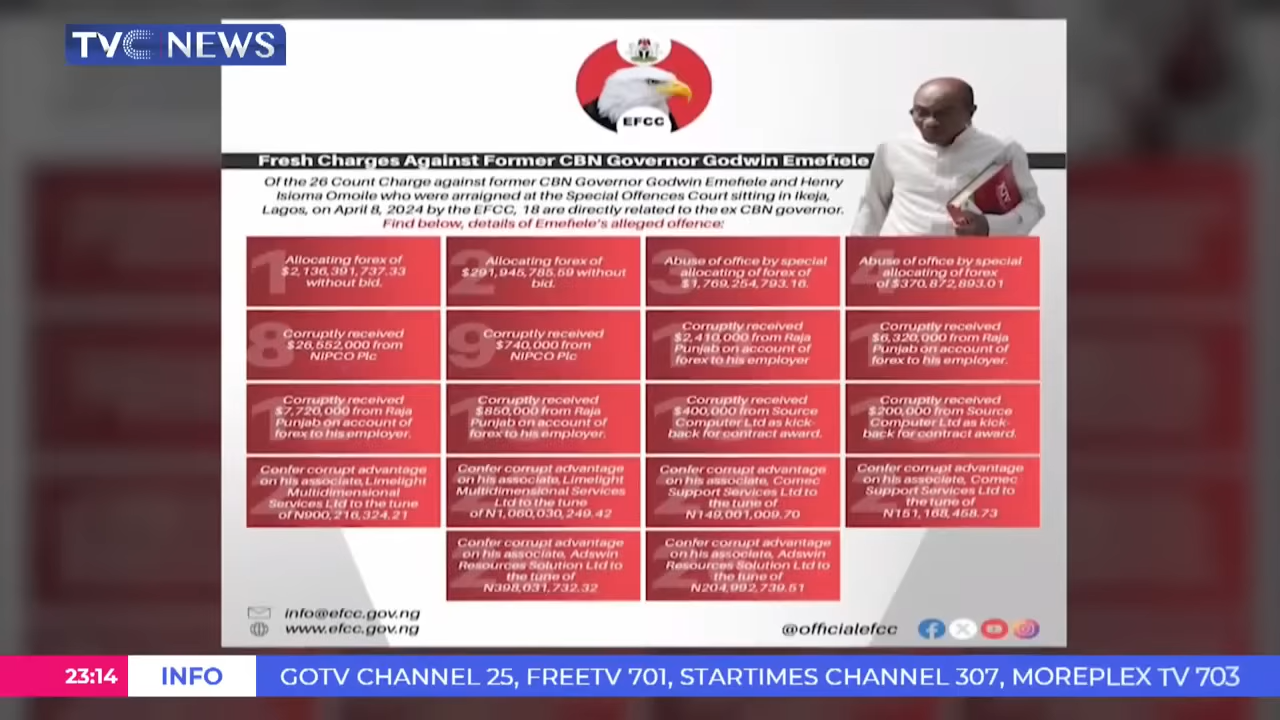 TVC NEWS
EFCC
Fresh Charges Against Former CBN Governor Godwin Emefiele
Of the 26 Count Charge against former CBN Governor Godwin Emefiele and Henry
Isioma Omoile who were arraigned at the Special Offences Court sitting in Ikeja,
Lagos, on April 8, 2024 by the EFCC, 18 are directly related to the ex CBN governor.
Find below, details of Emefiele's alleged offence:
1
Allocating forex of
$2,136,391,737.33
without bid.
2
Allocating forex of
$291,945,785.59 without
bid.
3
Abuse of office by special
allocating of forex of
$1,769,254,793.16.
4
Abuse of office by special
allocating of forex
of $370,872,893.01
8
Corruptly received
$26,552,000 from
NIPCO Plc
9
Corruptly received
$740,000 from
NIPCO Plc
Corruptly received
$2,410,000 from Raja
Punjab on account of
forex to his employer
Corruptly received
$6,320,000 from Raja
Punjab on account of
forex to his employer.
Corruptly received
$7,720,000 from Raja
Punjab on account of
forex to his employer.
Corruptly received
$850,000 from Raja
Punjab on account of
forex to his employer.
Corruptly received
$400,000 from Source
Computer Ltd as kick-
back for contract award.
Corruptly received
$200,000 from Source
Computer Ltd as kick-
back for contract award.
Confer corrupt advantage
on his associate, Limelight
Multidimensional
Services Ltd to the tune
of N900,216,324.21
Confer corrupt advantage
on his associate, Limelight
Multidimensional Services
Ltd to the tune
of N1,060,030,249.42
Confer corrupt advantage
on his associate, Comec
Support Services Ltd to
the tune of
N149,001,009.70
Confer corrupt advantage
on his associate, Comec
Support Services Ltd to
the tune of
N151,168,458.73
Confer corrupt advantage
on his associate, Adswin
Resources Solution Ltd to
the tune of
N398,031,732.32
Confer corrupt advantage
on his associate, Adswin
Resources Solution Ltd to
the tune of
N204,992,739.51
info@efcc.gov.ng
www.efcc.gov.ng
@officialefcc
23:14 INFO GOTV CHANNEL 25, FREETV 701, STARTIMES CHANNEL 307, MOREPLEX TV 703